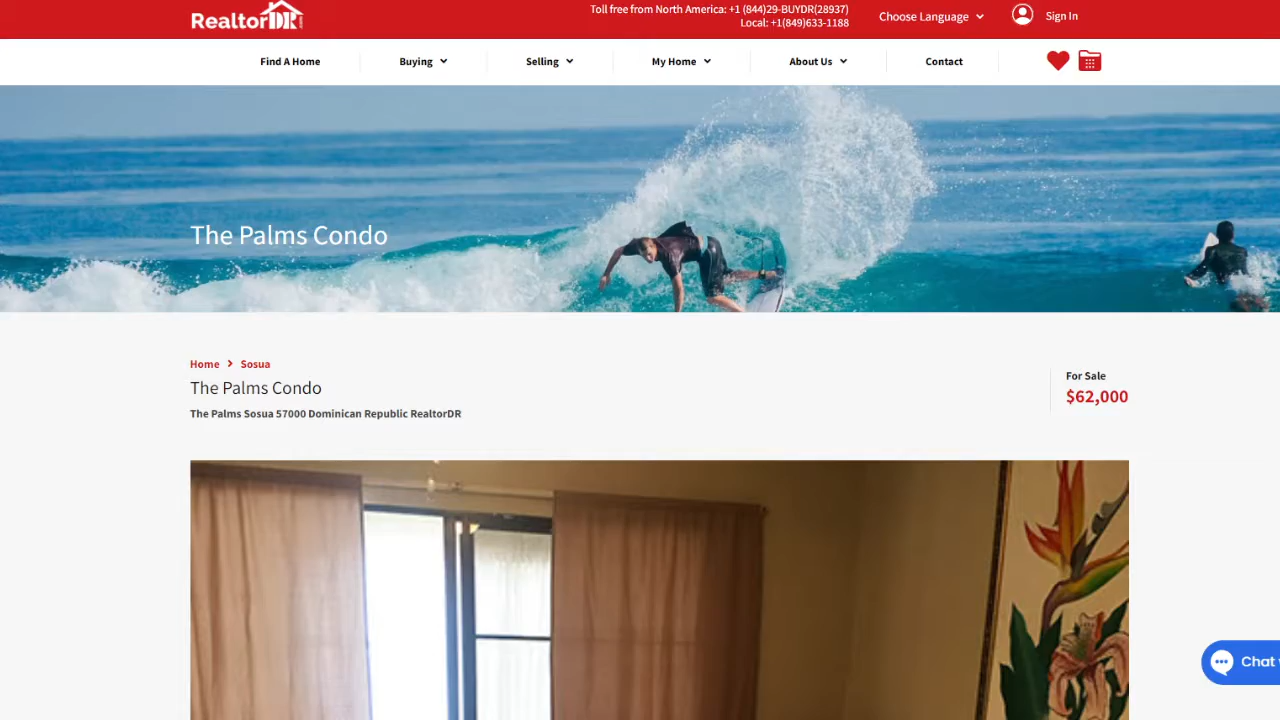 RealtorDR.com
Toll free from North America: +1 (844)29-BUYDR(28937)
Local: +1(849)633-1188
Choose Language
Sign In
Find A Home
Buying
Selling
My Home
About Us
Contact
The Palms Condo
Home > Sosua
The Palms Condo
The Palms Sosua 57000 Dominican Republic RealtorDR
For Sale
$62,000
Chat